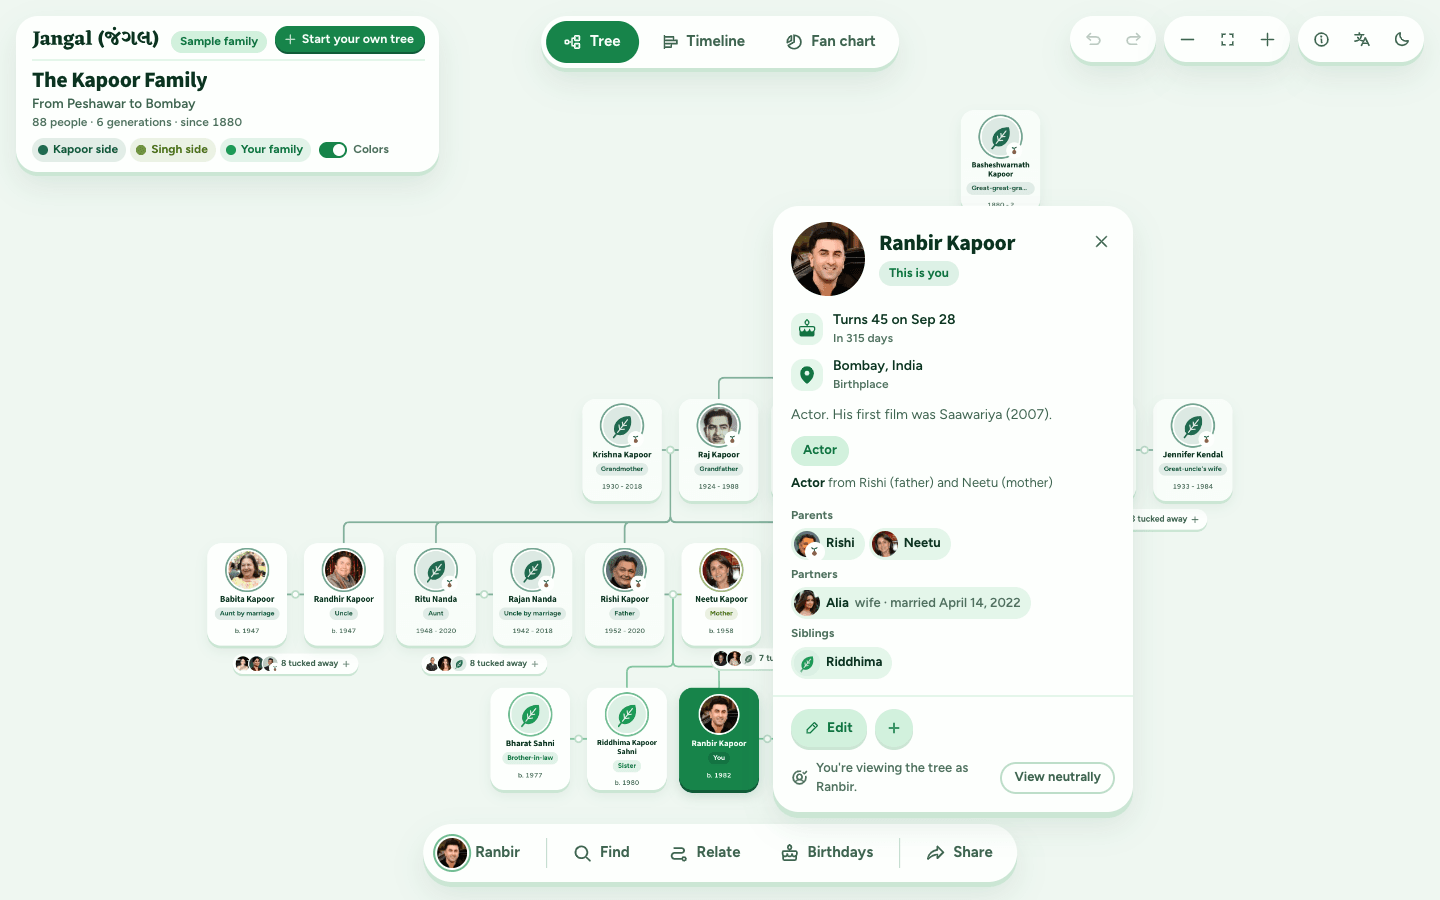 Jangal (જંગલ)
Sample family
Start your own tree
The Kapoor Family
From Peshawar to Bombay
88 people · 6 generations · since 1880
Kapoor side
Singh side
Your family
Colors
Tree
Timeline
Fan chart
Basheshwarnath
Kapoor
Great-great-gra...
Krishna Kapoor
Grandmother
1930 - 2018
Raj Kapoor
Grandfather
1924 - 1988
Jennifer Kendal
Great-uncle's wife
1933 - 1984
tucked away +
Babita Kapoor
Aunt by marriage
b. 1947
Randhir Kapoor
Uncle
b. 1947
Ritu Nanda
Aunt
1948 - 2020
Rajan Nanda
Uncle by marriage
1942 - 2018
Rishi Kapoor
Father
1952 - 2020
Neetu Kapoor
Mother
b. 1958
8 tucked away +
8 tucked away +
7 tu
Bharat Sahni
Brother-in-law
b. 1977
Riddhima Kapoor
Sahni
Sister
b. 1980
Ranbir Kapoor
You
b. 1982
Ranbir Kapoor
This is you
Turns 45 on Sep 28
In 315 days
Bombay, India
Birthplace
Actor. His first film was Saawariya (2007).
Actor
Actor from Rishi (father) and Neetu (mother)
Parents
Rishi
Neetu
Partners
Alia wife · married April 14, 2022
Siblings
Riddhima
Edit
+
You're viewing the tree as
Ranbir.
View neutrally
Ranbir
Find
Relate
Birthdays
Share